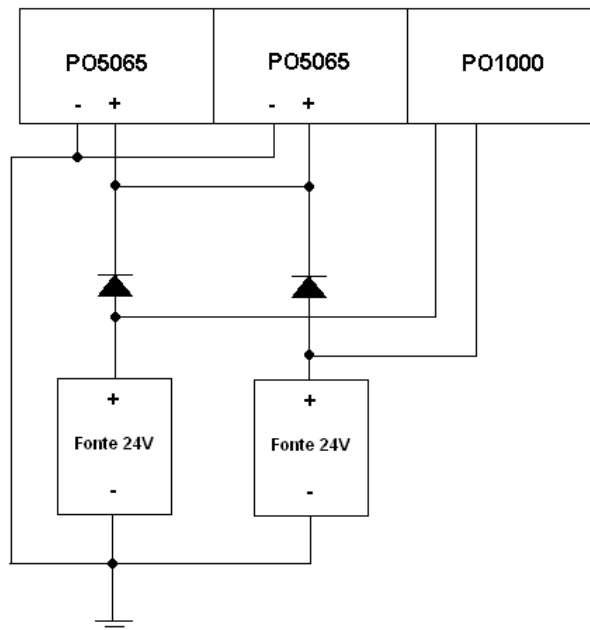 PO5065 PO5065 PO1000
- + - +
+ +
Fonte 24V Fonte 24V
- -